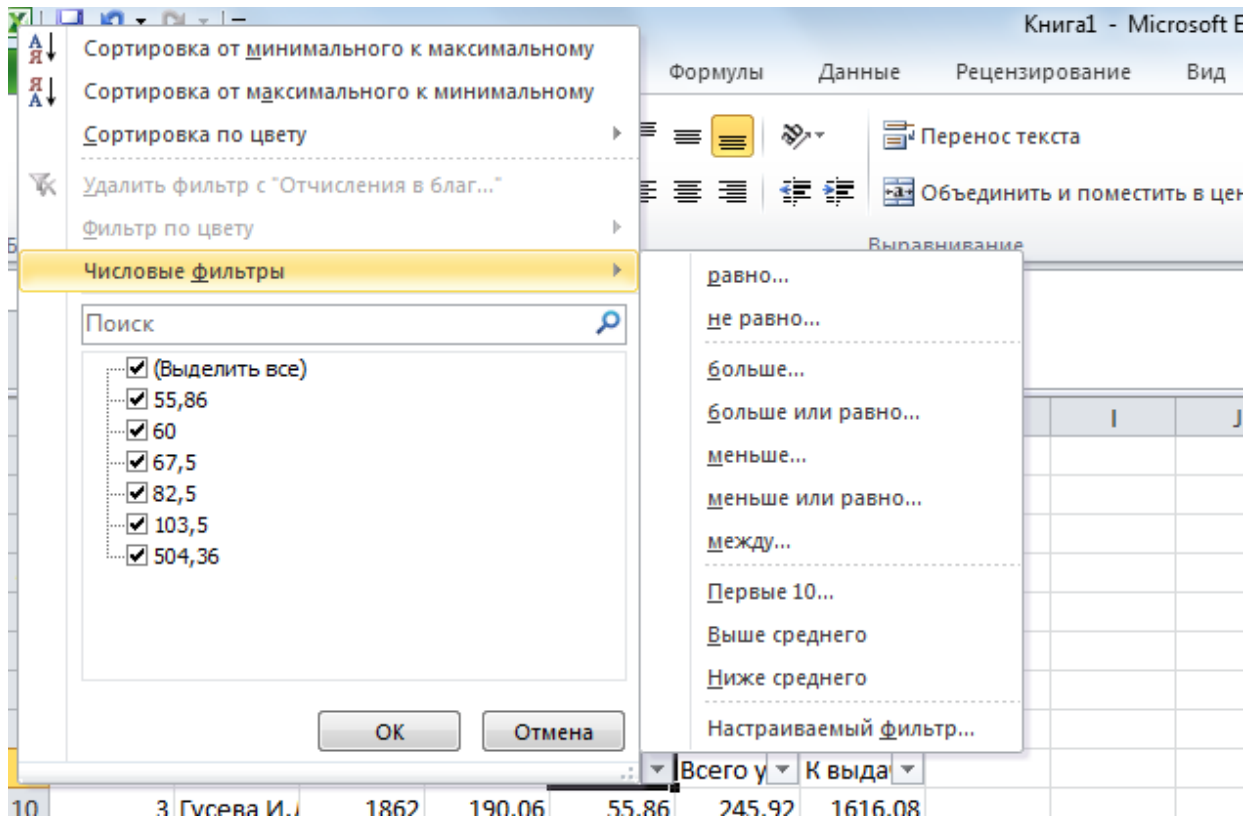 Книга1 - Microsoft E
Формулы Данные Рецензирование Вид
Перенос текста
Объединить и поместить в цен
Выравнивание
Сортировка от минимального к максимальному
Сортировка от максимального к минимальному
Сортировка по цвету
Удалить фильтр с "Отчисления в благ..."
Фильтр по цвету
Числовые фильтры
Поиск
(Выделить все)
55,86
60
67,5
82,5
103,5
504,36
ОК Отмена
равно...
не равно...
больше...
больше или равно...
меньше...
меньше или равно...
между...
Первые 10...
Выше среднего
Ниже среднего
Настраиваемый фильтр...
I J
Всего у К выда
10 3 Гусева И. 1862 190,06 55,86 245,92 1616,08